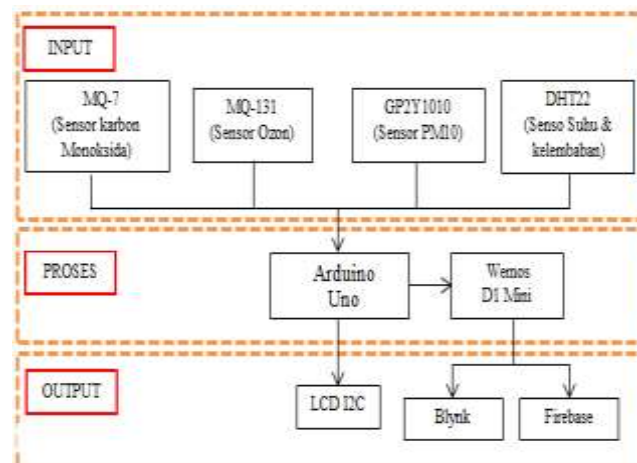 INPUT
MQ-7
(Sensor karbon
Monoksida)
MQ-131
(Sensor Ozon)
GP2Y1010
(Sensor PM10)
DHT22
(Senso Suhu &
kelembaban)
PROSES
Arduino
Uno
Wemos
D1 Mini
OUTPUT
LCD I2C
Blynk
Firebase